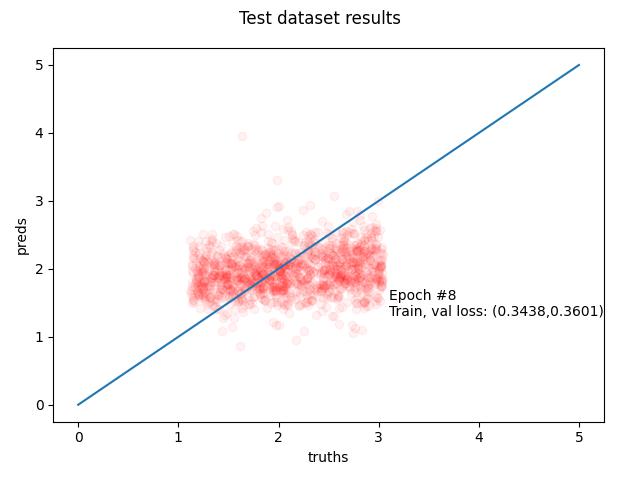 Test dataset results
5
4
3
2
1
0
preds
Epoch #8
Train, val loss: (0.3438,0.3601)
0 1 2 3 4 5
truths